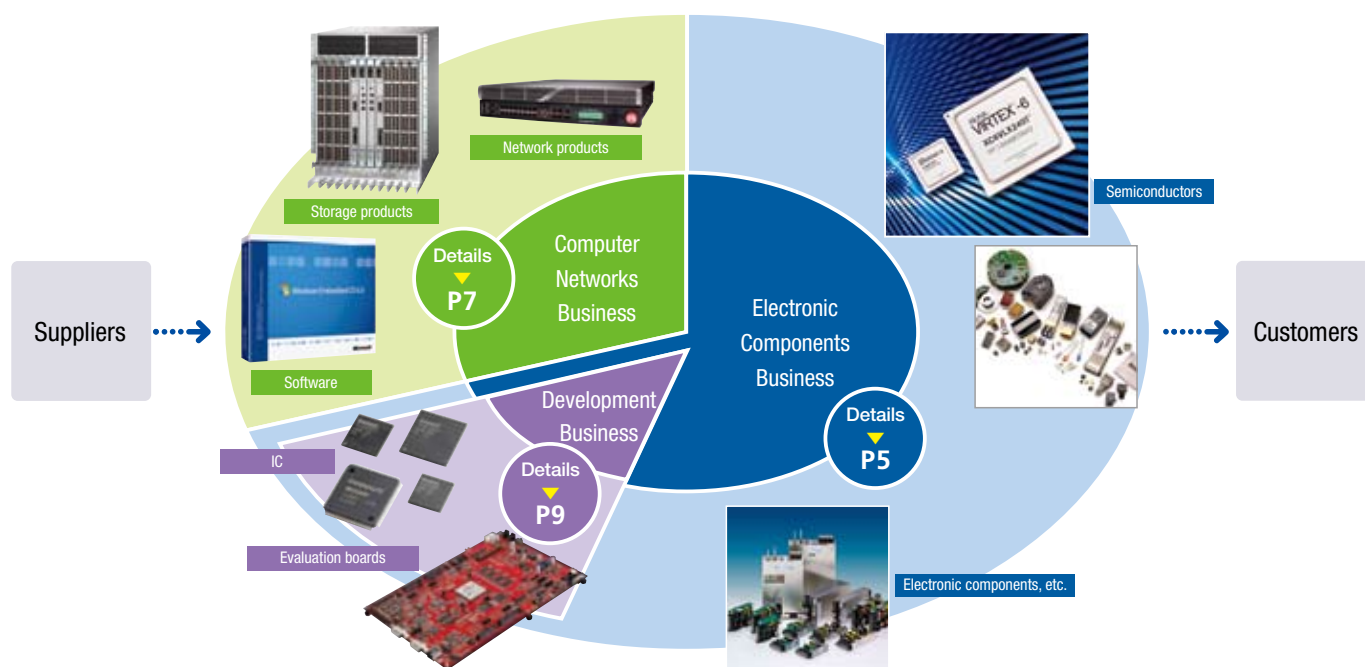 Network products
Storage products
Semiconductors
VIRTEX-6
Computer
Networks
Business
Details
P7
Suppliers
Electronic
Components
Business
Customers
Software
Development
Business
Details
P5
IC
Details
P9
Evaluation boards
Electronic components, etc.